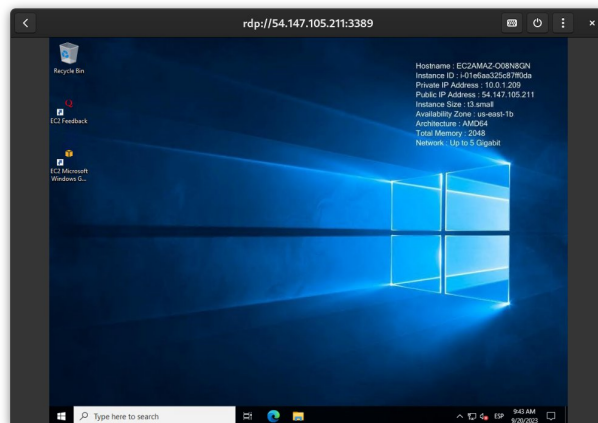 rdp://54.147.105.211:3389
Recycle Bin
EC2 Feedback
EC2 Microsoft
Windows G...
Hostname : EC2AMAZ-O08N8GN
Instance ID : i-01e6aa325c87ff0da
Private IP Address : 10.0.1.209
Public IP Address : 54.147.105.211
Instance Size : t3.small
Availability Zone : us-east-1b
Architecture : AMD64
Total Memory : 2048
Network : Up to 5 Gigabit
Type here to search
ESP
9:43 AM
9/20/2023